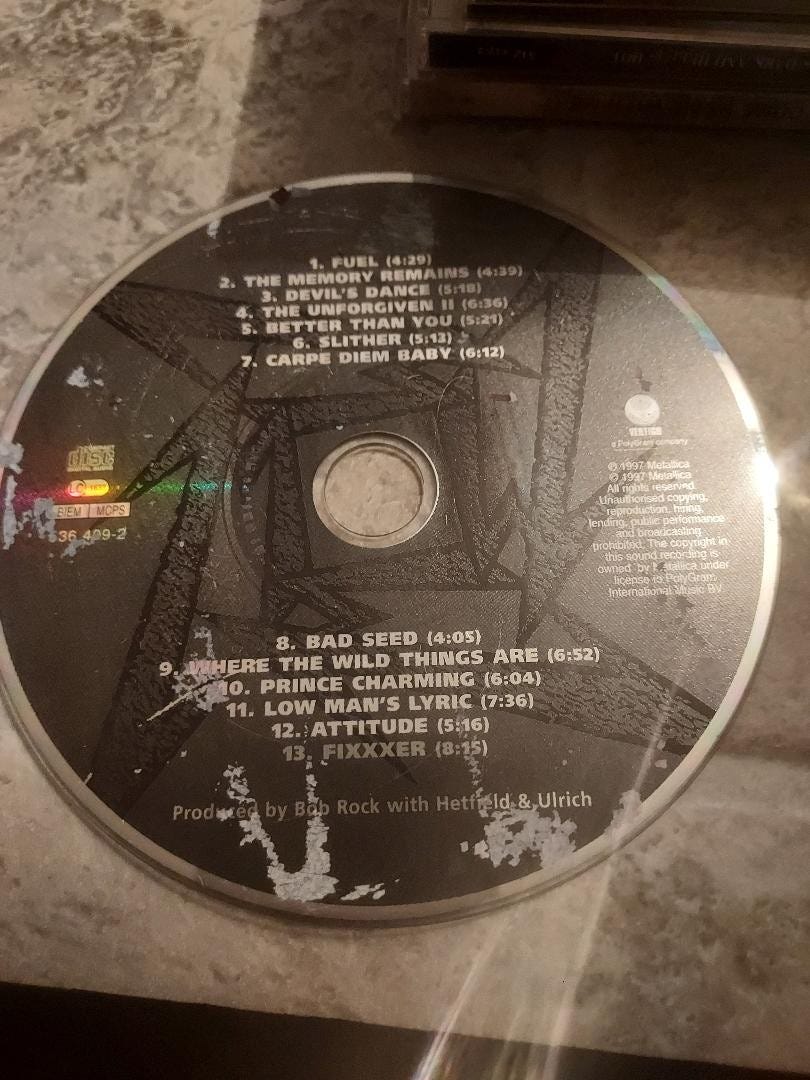 1. FUEL (4:29)
2. THE MEMORY REMAINS (4:39)
3. DEVIL'S DANCE (5:18)
4. THE UNFORGIVEN II (6:36)
5. BETTER THAN YOU (5:21)
6. SLITHER (5:13)
7. CARPE DIEM BABY (6:12)
disc
DIGITAL AUDIO
LC
BIEM MCPS
36 409-2
VERTIGO
a PolyGram company
℗ 1997 Metallica
© 1997 Metallica
All rights reserved.
Unauthorised copying,
reproduction, hiring,
lending, public performance
and broadcasting
prohibited. The copyright in
this sound recording is
owned by Metallica under
license to PolyGram
International Music BV
8. BAD SEED (4:05)
9. WHERE THE WILD THINGS ARE (6:52)
10. PRINCE CHARMING (6:04)
11. LOW MAN'S LYRIC (7:36)
12. ATTITUDE (5:16)
13. FIXXXER (8:15)
Produced by Bob Rock with Hetfield & Ulrich